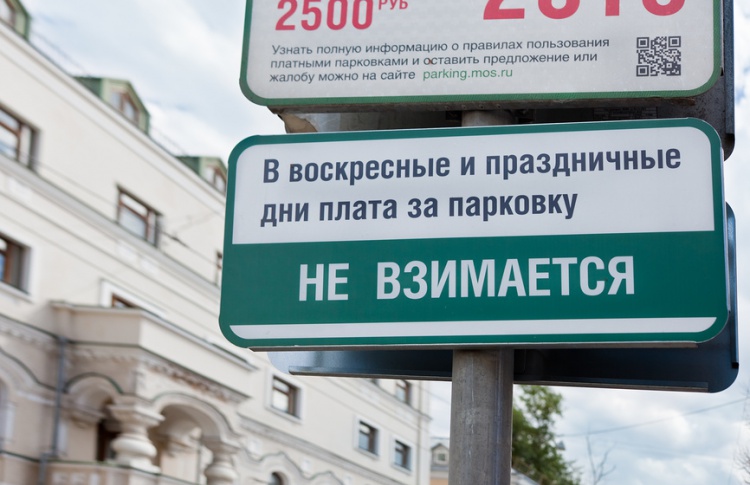 2500 РУБ
Узнать полную информацию о правилах пользования
платными парковками и оставить предложение или
жалобу можно на сайте parking.mos.ru
В воскресные и праздничные
дни плата за парковку
НЕ ВЗИМАЕТСЯ